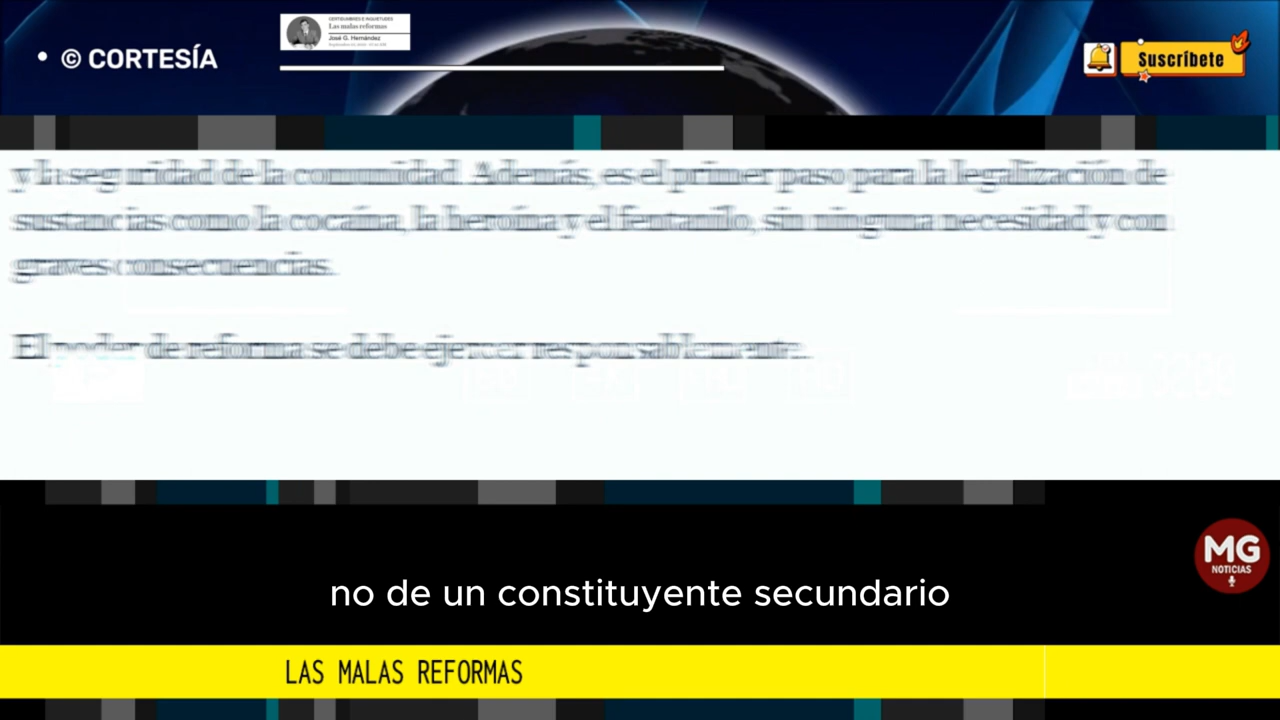 • © CORTESÍA
CERTIDUMBRES E INQUIETUDES
Las malas reformas
José G. Hernández
Suscríbete
y la seguridad de la comunidad. Además, es el primer paso para la legalización de
sustancias como la cocaína, la heroína y el fentanilo, sin ninguna necesidad y con
graves consecuencias.
El poder de reforma se debe ejercer responsablemente.
MG
NOTICIAS
no de un constituyente secundario
LAS MALAS REFORMAS